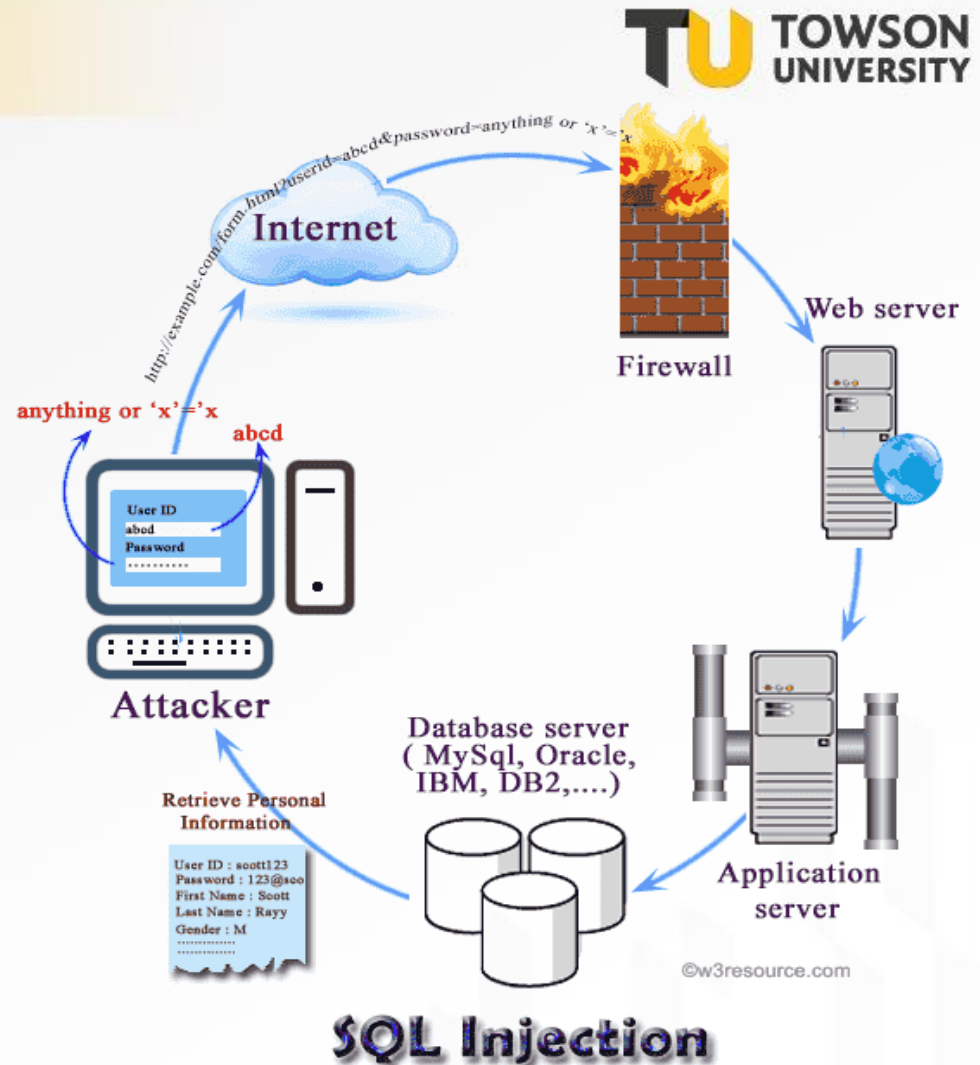 TU TOWSON
UNIVERSITY
http://example.com/form.html?userid=abcd&password=anything or ‘x’=’x
Internet
Firewall
Web server
anything or ‘x’=’x
abcd
User ID
abcd
Password
..........
Attacker
Database server
( MySql, Oracle,
IBM, DB2,....)
Retrieve Personal
Information
User ID : scott123
Password : 123@sco
First Name : Scott
Last Name : Rayy
Gender : M
..............
..............
Application
server
©w3resource.com
SQL Injection